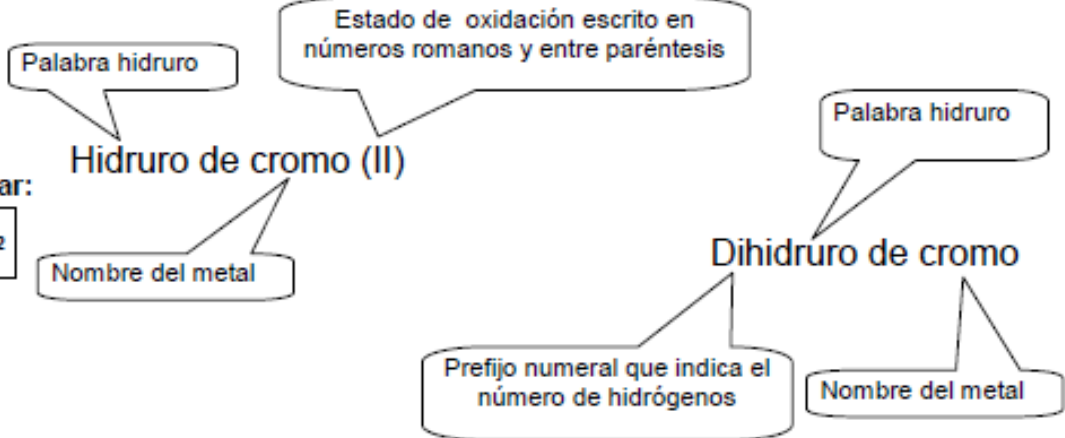 Estado de oxidación escrito en
números romanos y entre paréntesis
Palabra hidruro
Hidruro de cromo (II)
Palabra hidruro
ar:
2
Nombre del metal
Dihidruro de cromo
Prefijo numeral que indica el
número de hidrógenos
Nombre del metal